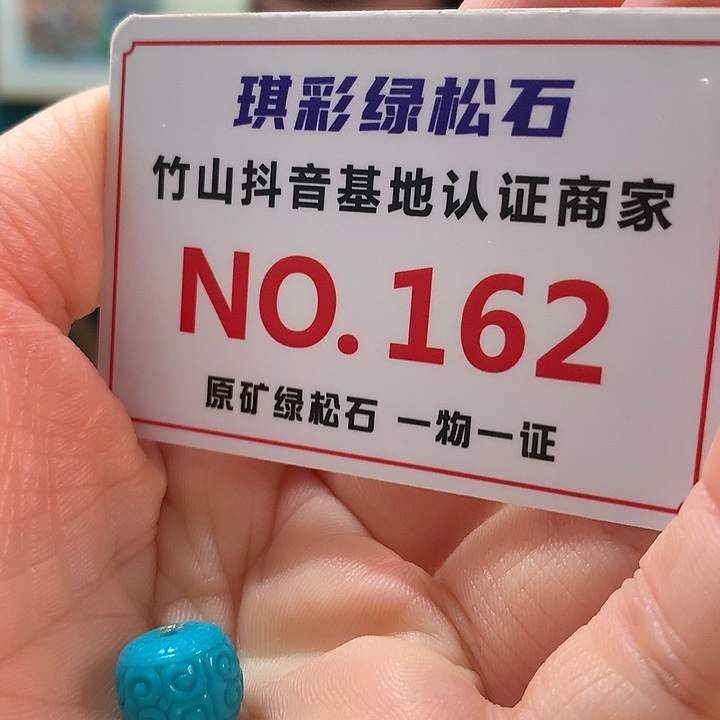 琪彩绿松石
竹山抖音基地认证商家
NO.162
原矿绿松石 一物一证